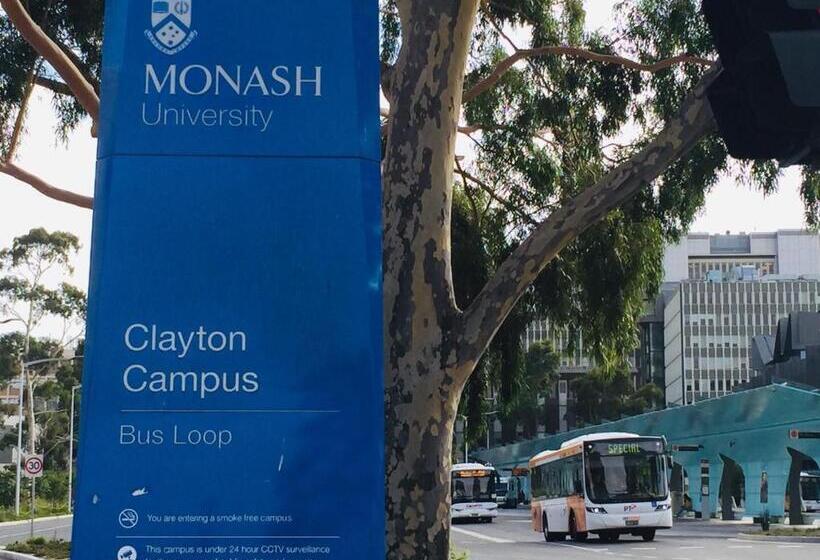 MONASH
University
Clayton
Campus
Bus Loop
You are entering a smoke free campus
This campus is under 24 hour CCTV surveillance
30
SPECIAL
PTV